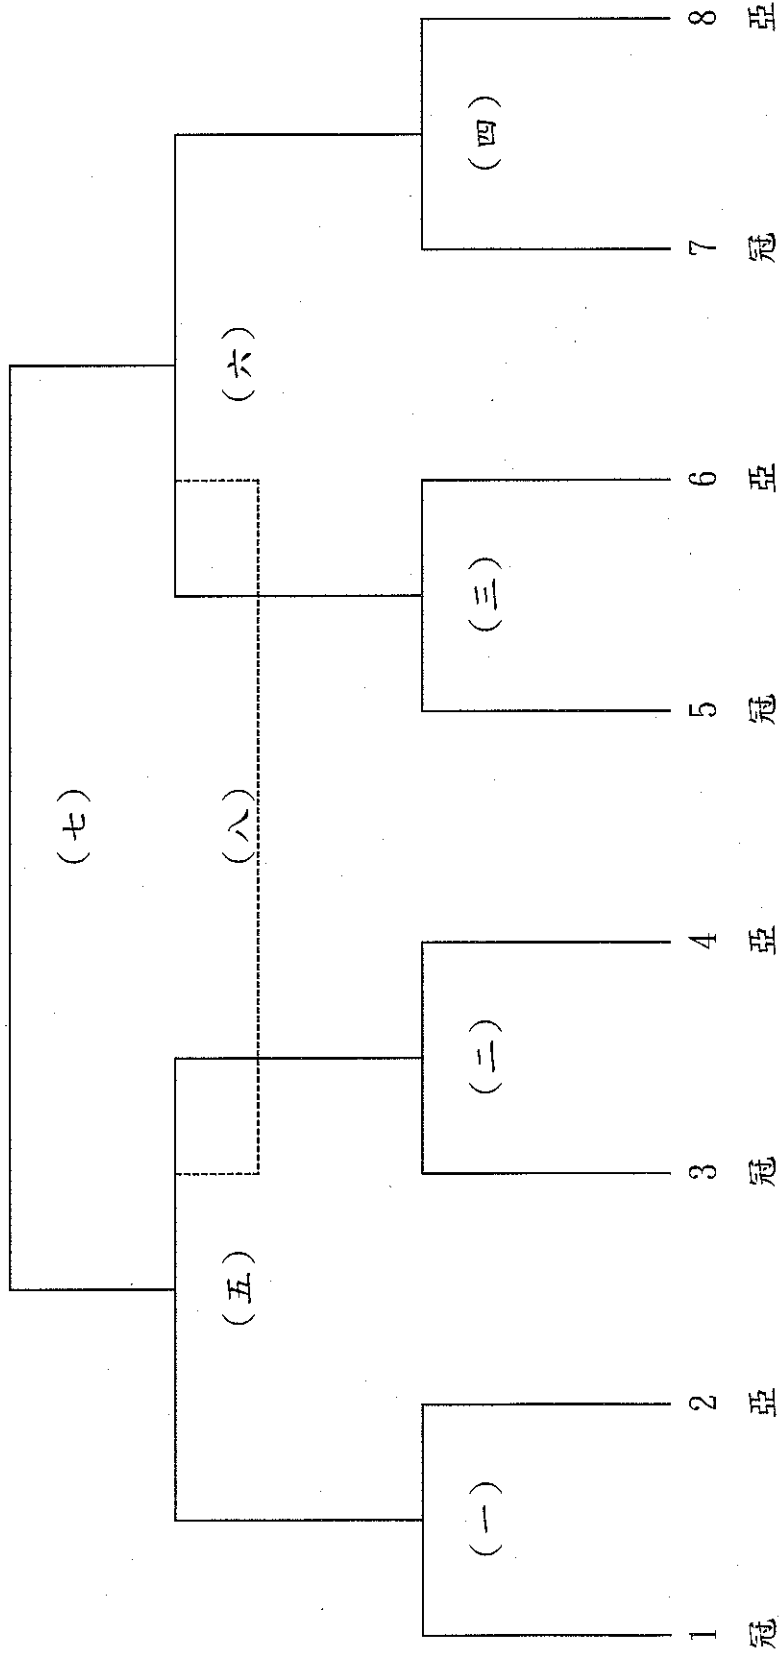 (七)
(五) (八) (六)
(一) (二) (三) (四)
1 2 3 4 5 6 7 8
冠 亞 冠 亞 冠 亞 冠 亞